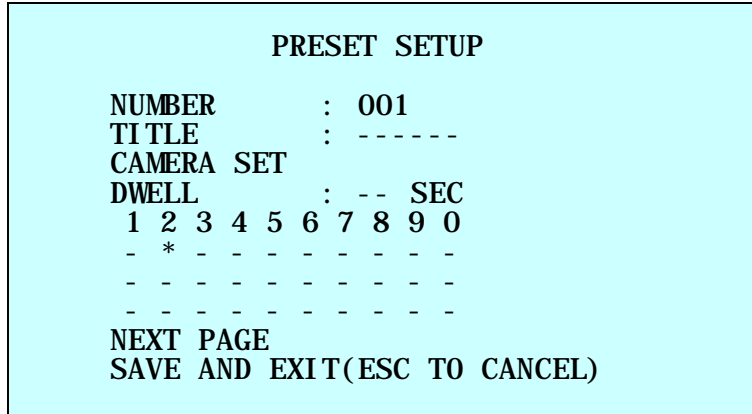 PRESET SETUP
NUMBER : 001
TITLE : ------
CAMERA SET
DWELL : -- SEC
1 2 3 4 5 6 7 8 9 0
- * - - - - - - - -
- - - - - - - - - -
- - - - - - - - - -
NEXT PAGE
SAVE AND EXIT(ESC TO CANCEL)